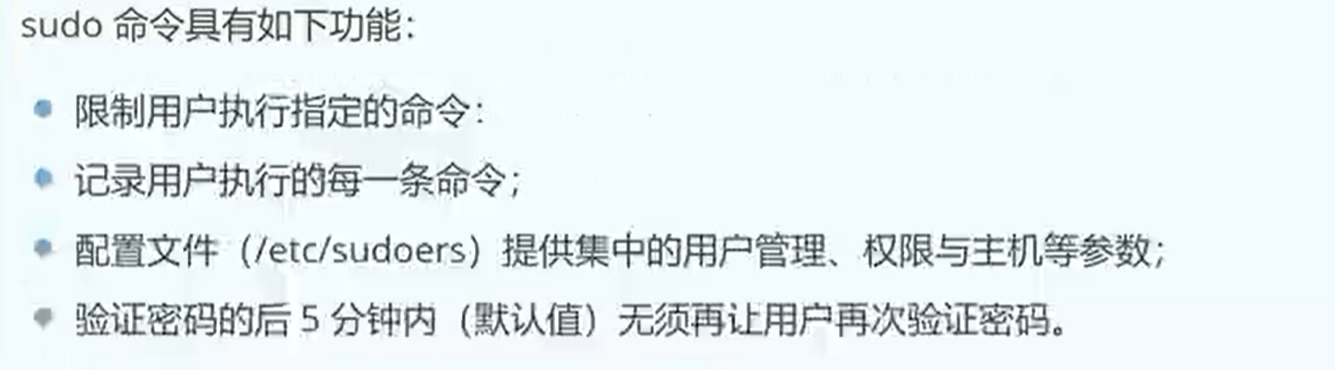 sudo 命令具有如下功能：
限制用户执行指定的命令：
记录用户执行的每一条命令；
配置文件（/etc/sudoers）提供集中的用户管理、权限与主机等参数；
验证密码的后 5 分钟内（默认值）无须再让用户再次验证密码。